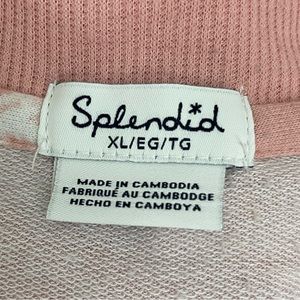 Splendid
XL/EG/TG
MADE IN CAMBODIA
FABRIQUÉ AU CAMBODGE
HECHO EN CAMBOYA